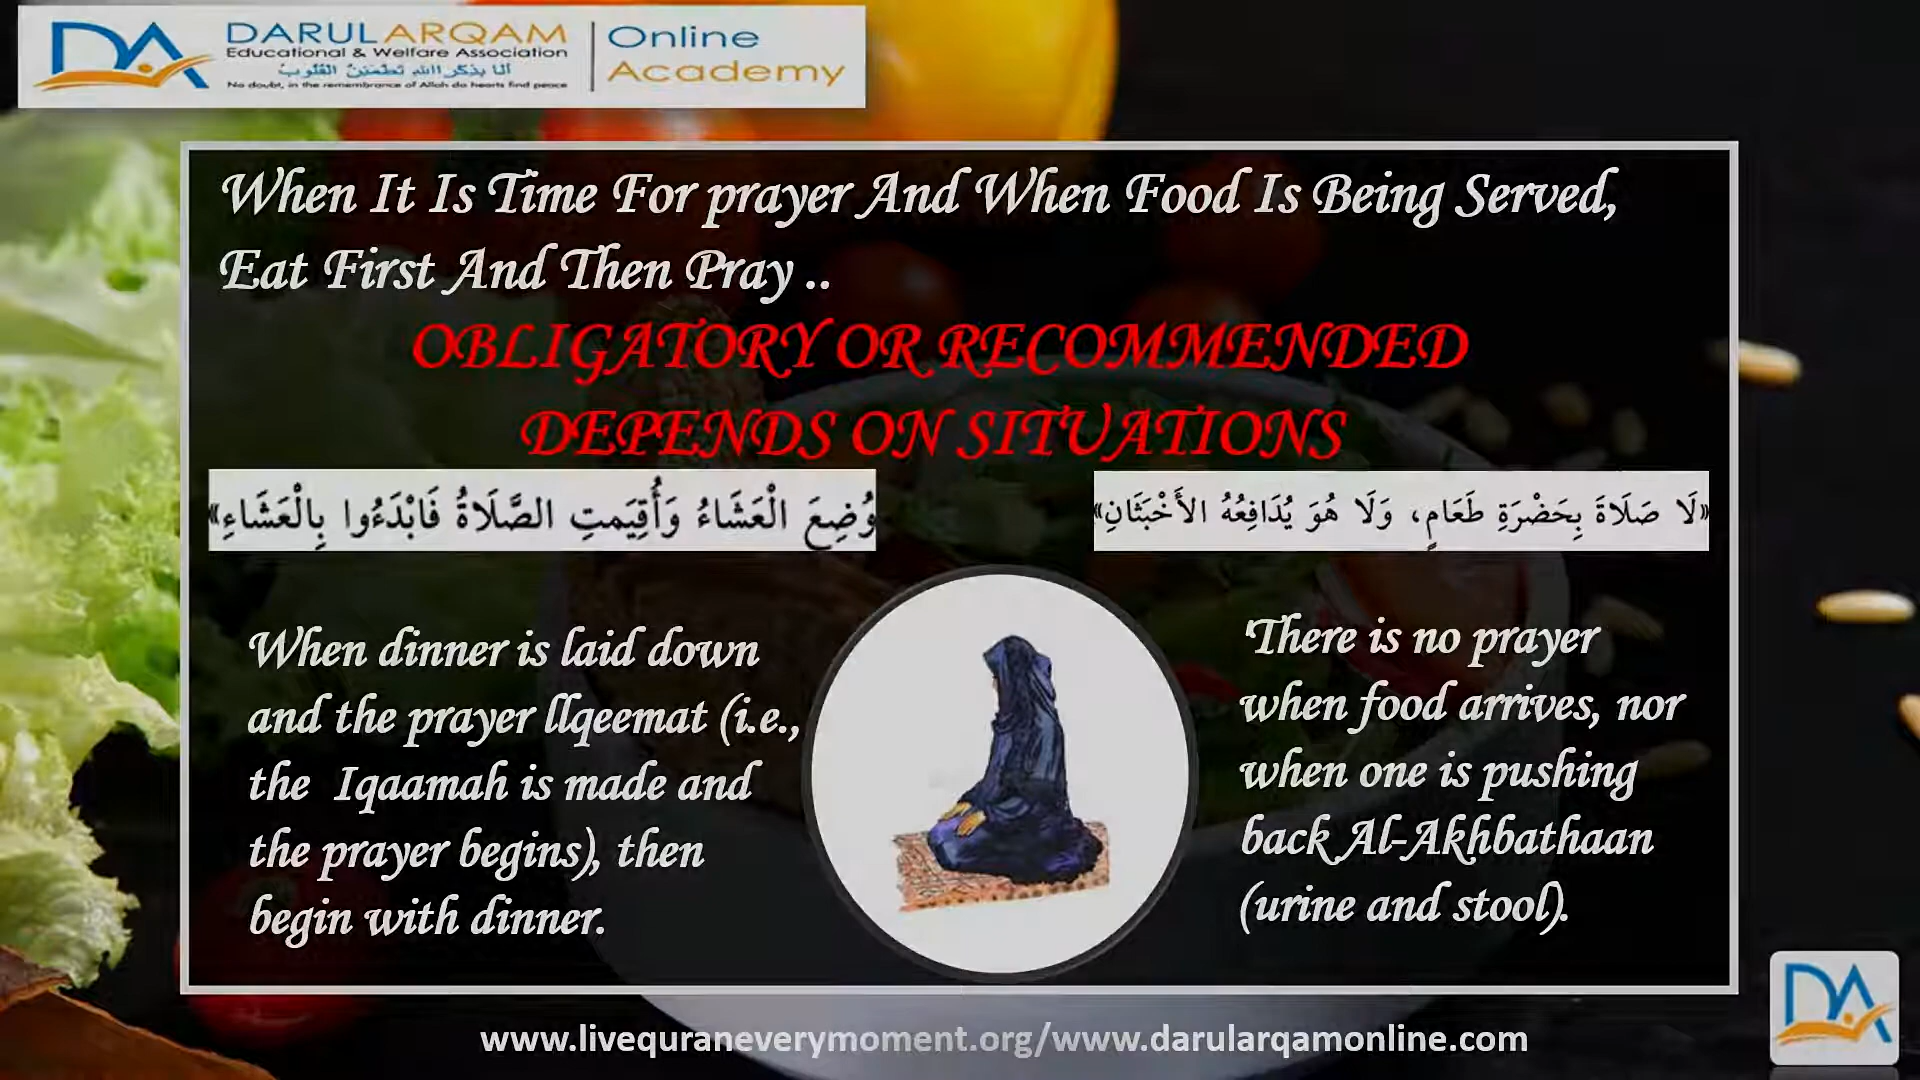 DARULARQAM
Educational & Welfare Association
ألا بذكر الله تطمئن القلوب
No doubt, in the remembrance of Allah do hearts find peace
Online
Academy
When It Is Time For prayer And When Food Is Being Served,
Eat First And Then Pray ..
OBLIGATORY OR RECOMMENDED
DEPENDS ON SITUATIONS
وُضِعَ الْعَشَاءُ وَأُقِيَمتِ الصَّلَاةُ فَابْدَءُوا بِالْعَشَاءِ»
«لَا صَلَاةَ بِحَضْرَةِ طَعَامٍ، وَلَا هُوَ يُدَافِعُهُ الأَخْبَثَانِ»
When dinner is laid down
and the prayer llqeemat (i.e.,
the Iqaamah is made and
the prayer begins), then
begin with dinner.
'There is no prayer
when food arrives, nor
when one is pushing
back Al-Akhbathaan
(urine and stool).
www.livequraneverymoment.org/www.darularqamonline.com
DA